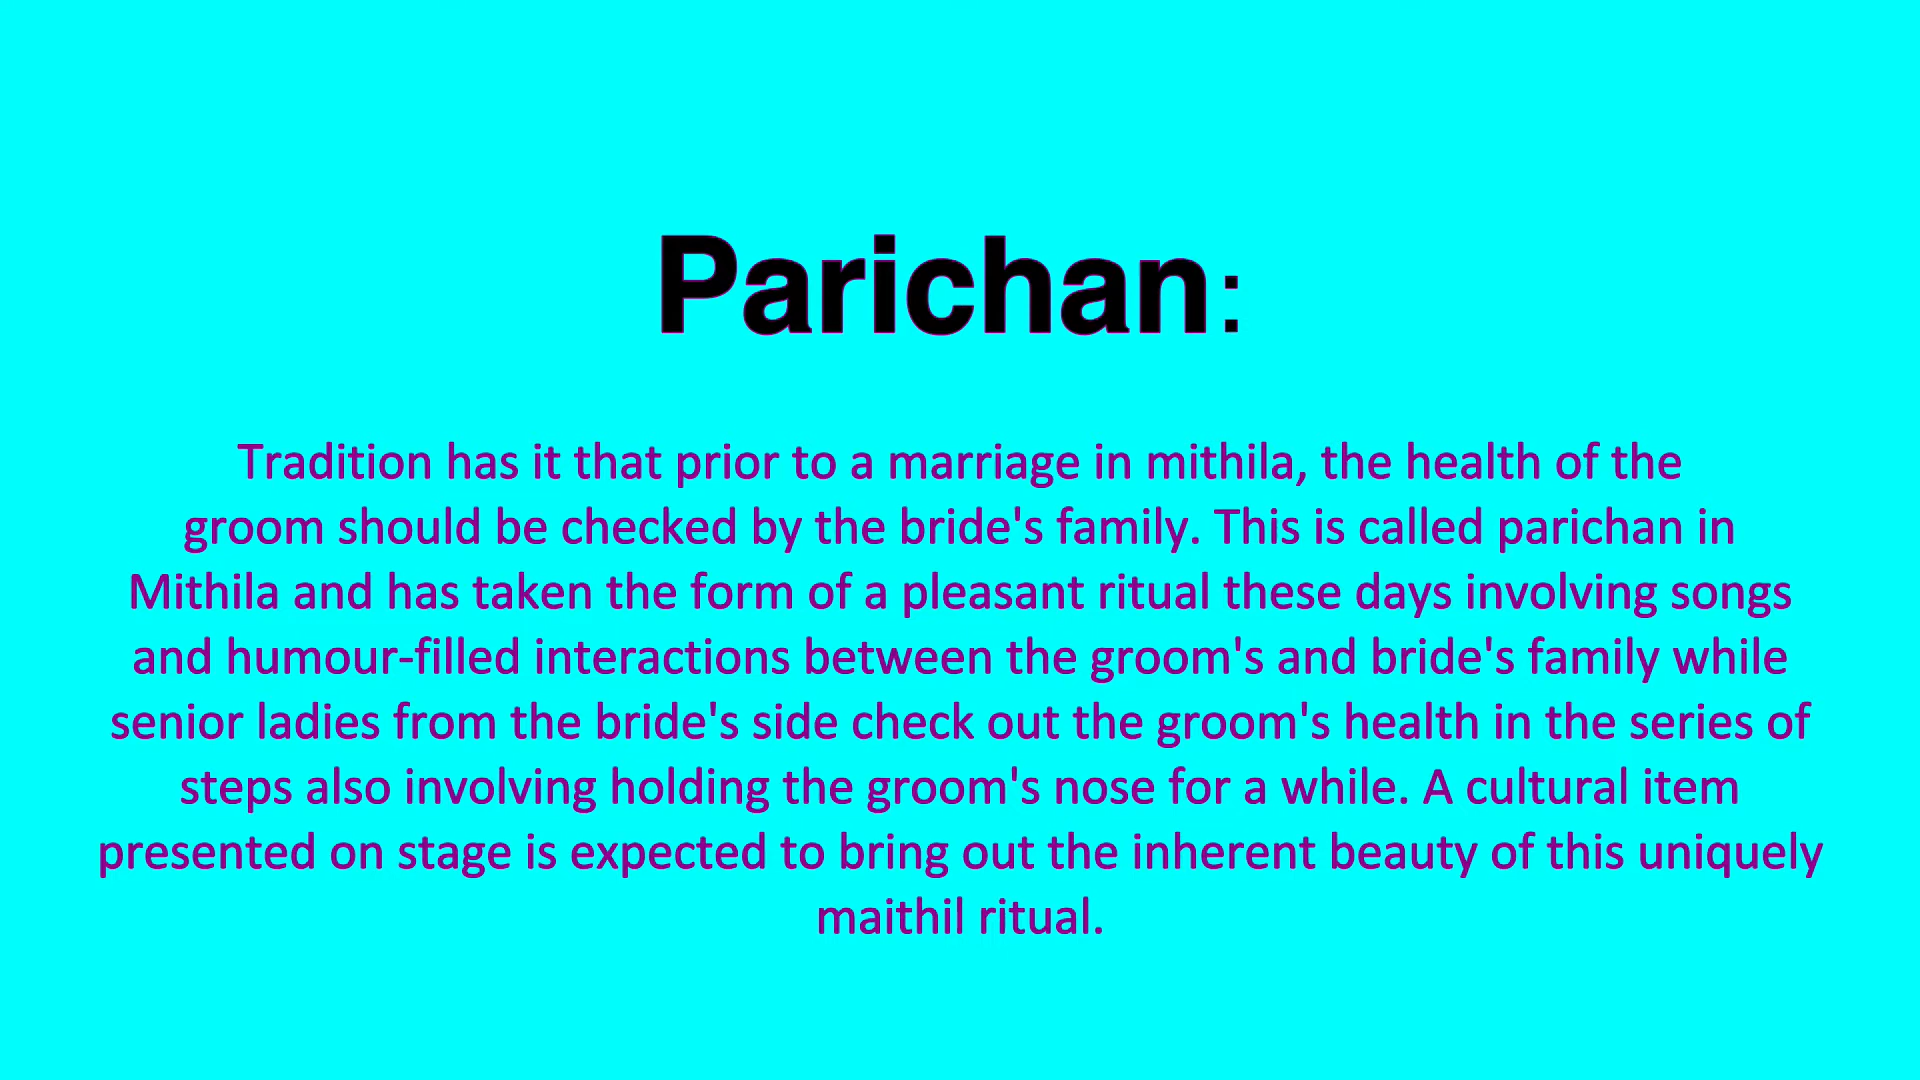 Parichan:
Tradition has it that prior to a marriage in mithila, the health of the
groom should be checked by the bride's family. This is called parichan in
Mithila and has taken the form of a pleasant ritual these days involving songs
and humour-filled interactions between the groom's and bride's family while
senior ladies from the bride's side check out the groom's health in the series of
steps also involving holding the groom's nose for a while. A cultural item
presented on stage is expected to bring out the inherent beauty of this uniquely
maithil ritual.